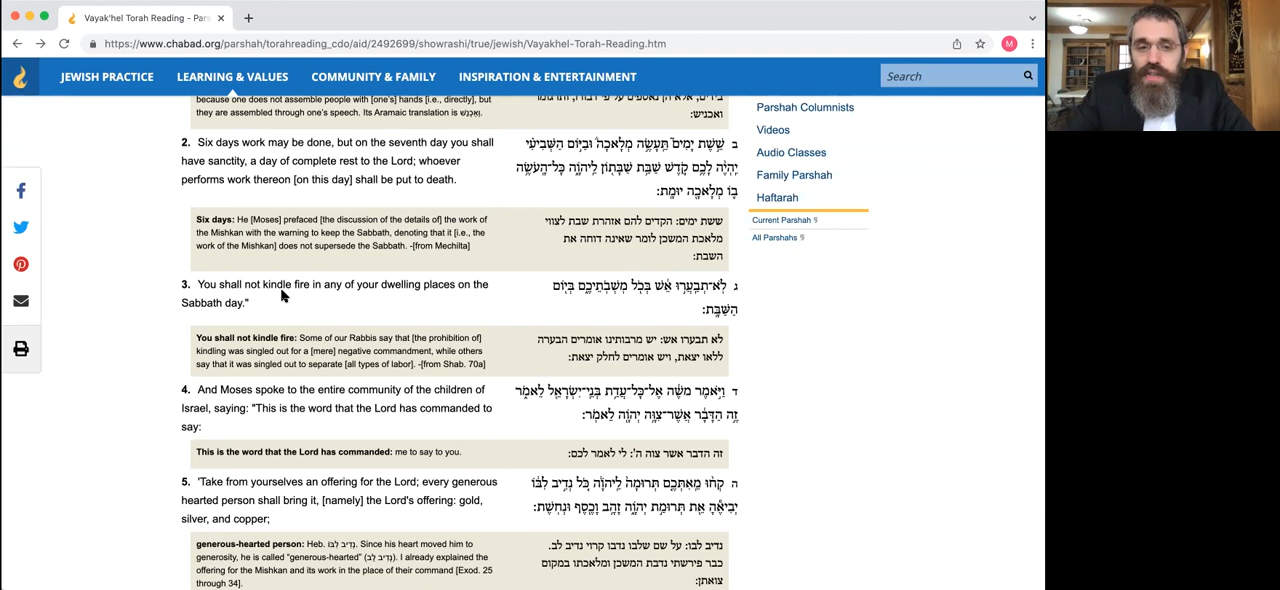 Vayak'hel Torah Reading - Pars
https://www.chabad.org/parshah/torahreading_cdo/aid/2492699/showrashi/true/jewish/Vayakhel-Torah-Reading.htm
M
JEWISH PRACTICE LEARNING & VALUES COMMUNITY & FAMILY INSPIRATION & ENTERTAINMENT
Search
because one does not assemble people with [one's] hands [i.e., directly], but
they are assembled through one's speech. Its Aramaic translation is וְאַכְנֵשׁ.
בידים, אלא הן נאספים על פי דבורו, ותרגומו
ואכניש:
2. Six days work may be done, but on the seventh day you shall
have sanctity, a day of complete rest to the Lord; whoever
performs work thereon [on this day] shall be put to death.
ב שֵׁ֣שֶׁת יָמִים֮ תֵּעָשֶׂ֣ה מְלָאכָה֒ וּבַיּ֣וֹם הַשְּׁבִיעִ֗י
יִֽהְיֶ֨ה לָכֶ֥ם קֹ֛דֶשׁ שַׁבַּ֥ת שַׁבָּת֖וֹן לַֽיהֹוָ֑ה כׇּל־הָֽעֹשֶׂ֥ה
ב֛וֹ מְלָאכָ֖ה יוּמָֽת:
Six days: He [Moses] prefaced [the discussion of the details of] the work of
the Mishkan with the warning to keep the Sabbath, denoting that it [i.e., the
work of the Mishkan] does not supersede the Sabbath. -[from Mechilta]
ששת ימים: הקדים להם אזהרת שבת לצווי
מלאכת המשכן לומר שאינה דוחה את
השבת:
3. You shall not kindle fire in any of your dwelling places on the
Sabbath day."
ג לֹֽא־תְבַֽעֲר֣וּ אֵ֔שׁ בְּכֹ֖ל משְׁבֹֽתֵיכֶ֑ם בְּי֖וֹם
הַשַּׁבָּֽת:
You shall not kindle fire: Some of our Rabbis say that [the prohibition of]
kindling was singled out for a [mere] negative commandment, while others
say that it was singled out to separate [all types of labor]. -[from Shab. 70a]
לא תבערו אש: יש מרבותינו אומרים הבערה
ללאו יצאת, ויש אומרים לחלק יצאת:
4. And Moses spoke to the entire community of the children of
Israel, saying: "This is the word that the Lord has commanded to
say:
ד וַיֹּ֣אמֶר משֶׁ֔ה אֶל־כׇּל־עֲדַ֥ת בְּנֵֽי־יִשְׂרָאֵ֖ל לֵאמֹ֑ר
זֶ֣ה הַדָּבָ֔ר אֲשֶׁר־צִוָּ֥ה יְהֹוָ֖ה לֵאמֹֽר:
This is the word that the Lord has commanded: me to say to you.
זה הדבר אשר צוה ה': לי לאמר לכם:
5. 'Take from yourselves an offering for the Lord; every generous
hearted person shall bring it, [namely] the Lord's offering: gold,
silver, and copper;
ה קְח֨וּ מֵֽאִתְּכֶ֤ם תְּרוּמָה֙ לַֽיהֹוָ֔ה כֹּ֚ל נְדִ֣יב לִבּ֔וֹ
יְבִיאֶ֕הָ אֵ֖ת תְּרוּמַ֣ת יְהֹוָ֑ה זָהָ֥ב וָכֶ֖סֶף וּנְחֽשֶׁת:
generous-hearted person: Heb. נְדִיב לִבּוֹ. Since his heart moved him to
generosity, he is called "generous-hearted" (נְדִיב לֵב). I already explained the
offering for the Mishkan and its work in the place of their command [Exod. 25
through 34].
נדיב לבו: על שם שלבו נדבו קרוי נדיב לב.
כבר פירשתי נדבת המשכן ומלאכתו במקום
צואתן:
Parshah Columnists
Videos
Audio Classes
Family Parshah
Haftarah
Current Parshah
All Parshahs